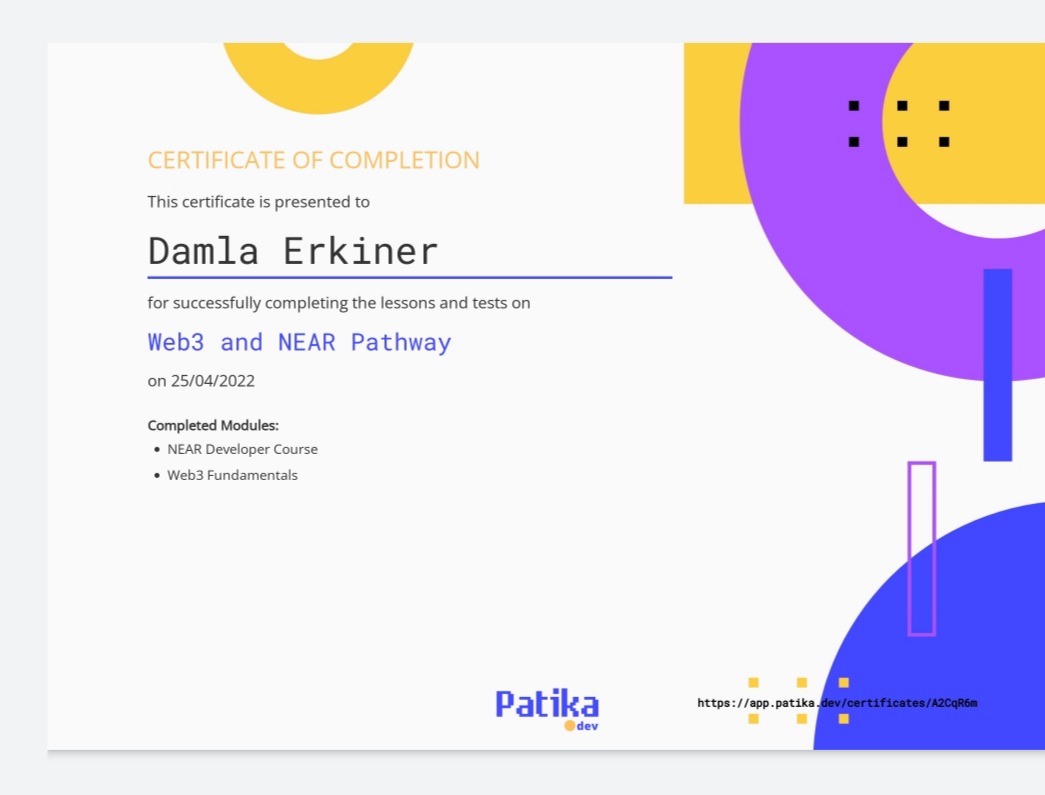 CERTIFICATE OF COMPLETION
This certificate is presented to
Damla Erkiner
for successfully completing the lessons and tests on
Web3 and NEAR Pathway
on 25/04/2022
Completed Modules:
• NEAR Developer Course
• Web3 Fundamentals
Patika
dev
https://app.patika.dev/certificates/A2CqR6m